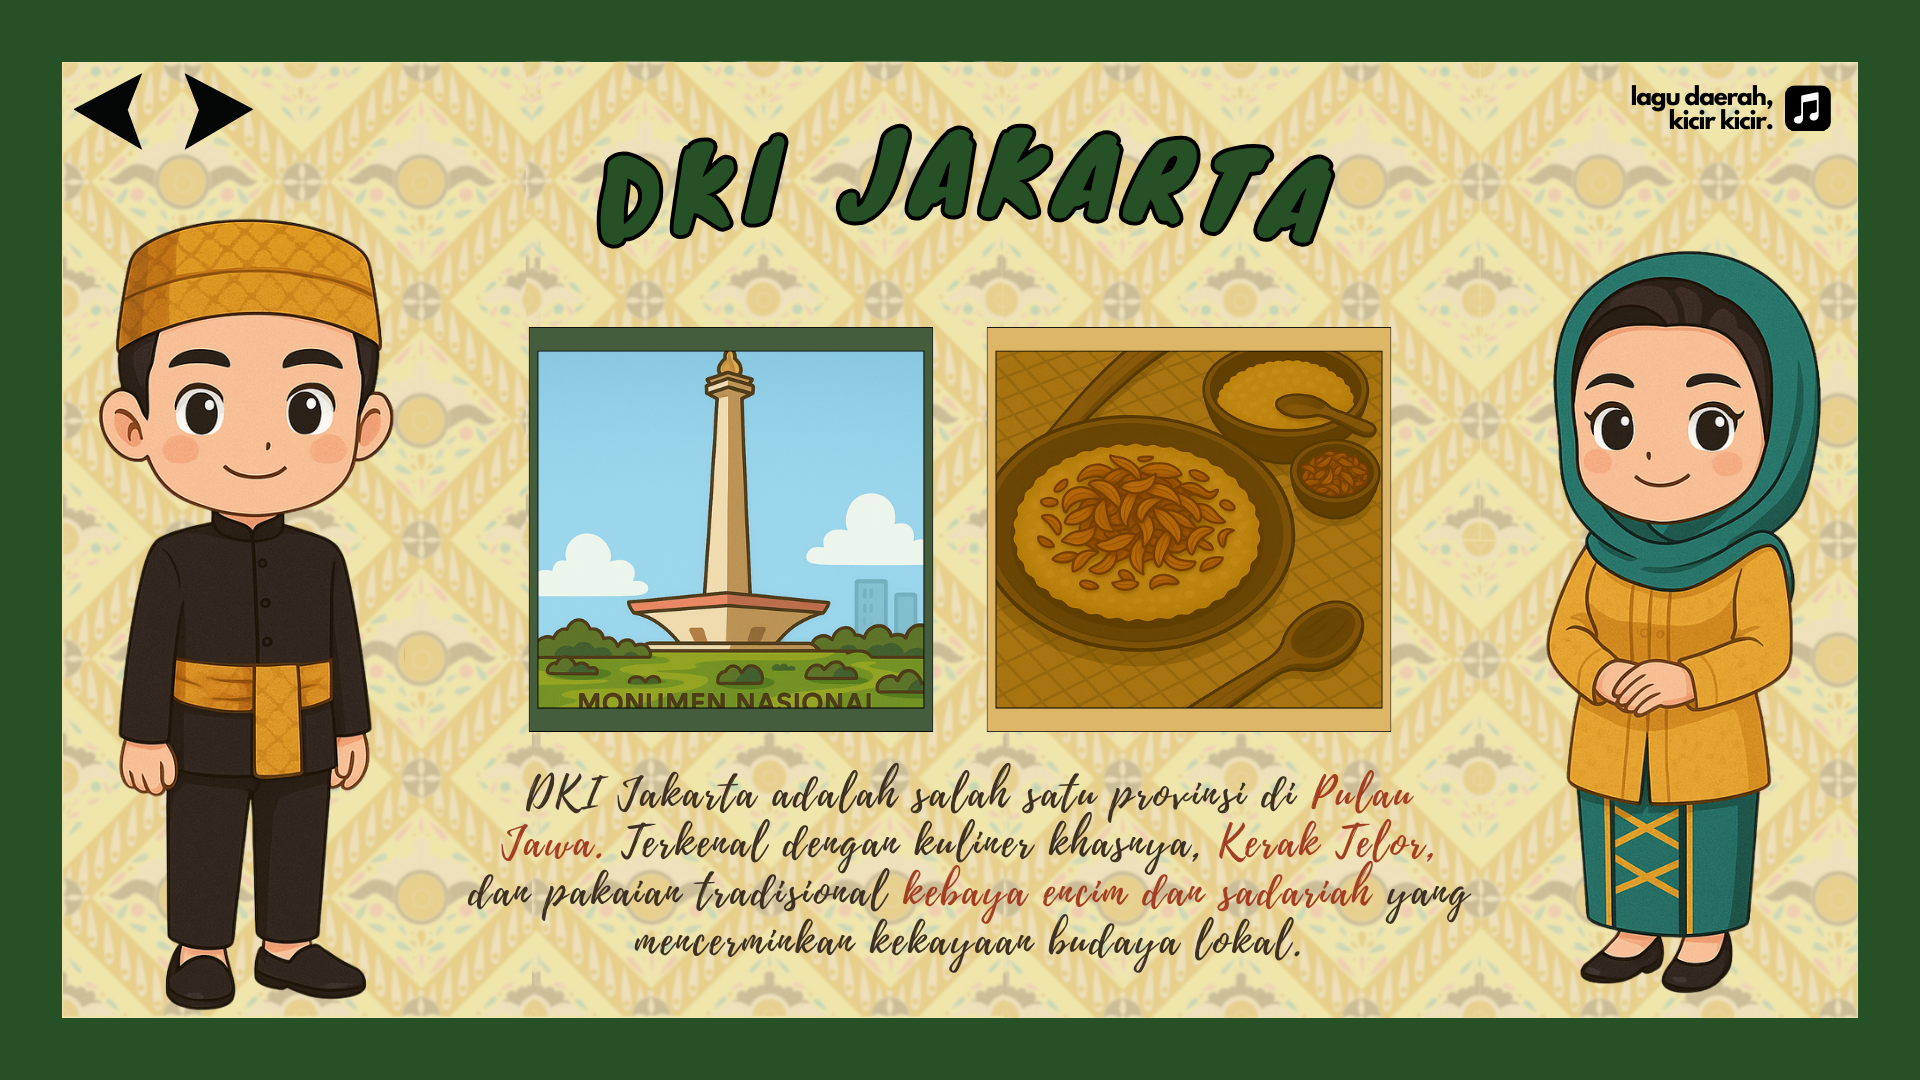 lagu daerah,
kicir kicir.
DKI JAKARTA
MONUMEN NASIONAL
DKI Jakarta adalah salah satu provinsi di Pulau
Jawa. Terkenal dengan kuliner khasnya, Kerak Telor,
dan pakaian tradisional kebaya encim dan sadariah yang
mencerminkan kekayaan budaya lokal.